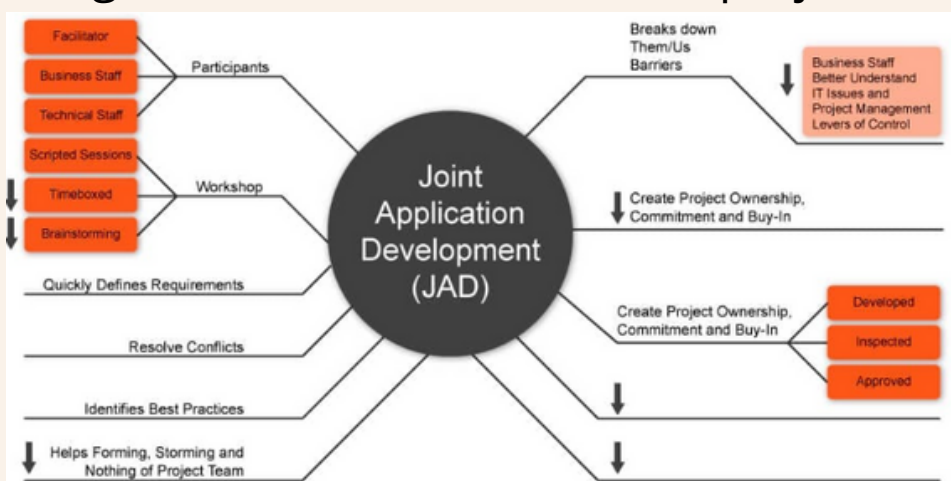 Facilitator
Business Staff
Technical Staff
Participants
Scripted Sessions
Timeboxed
Brainstorming
Workshop
Quickly Defines Requirements
Resolve Conflicts
Identifies Best Practices
Helps Forming, Storming and
Nothing of Project Team
Joint
Application
Development
(JAD)
Breaks down
Them/Us
Barriers
Business Staff
Better Understand
IT Issues and
Project Management
Levers of Control
Create Project Ownership,
Commitment and Buy-In
Create Project Ownership,
Commitment and Buy-In
Developed
Inspected
Approved